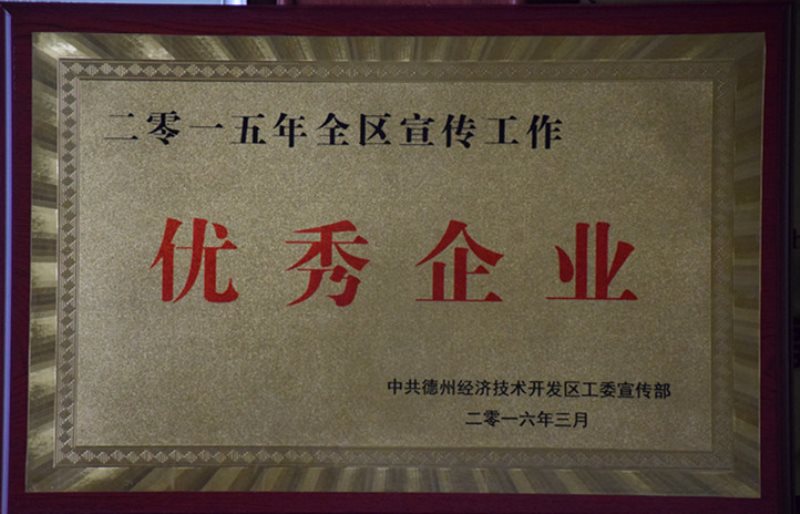 二零一五年全区宣传工作
优秀企业
中共德州经济技术开发区工委宣传部
二零一六年三月